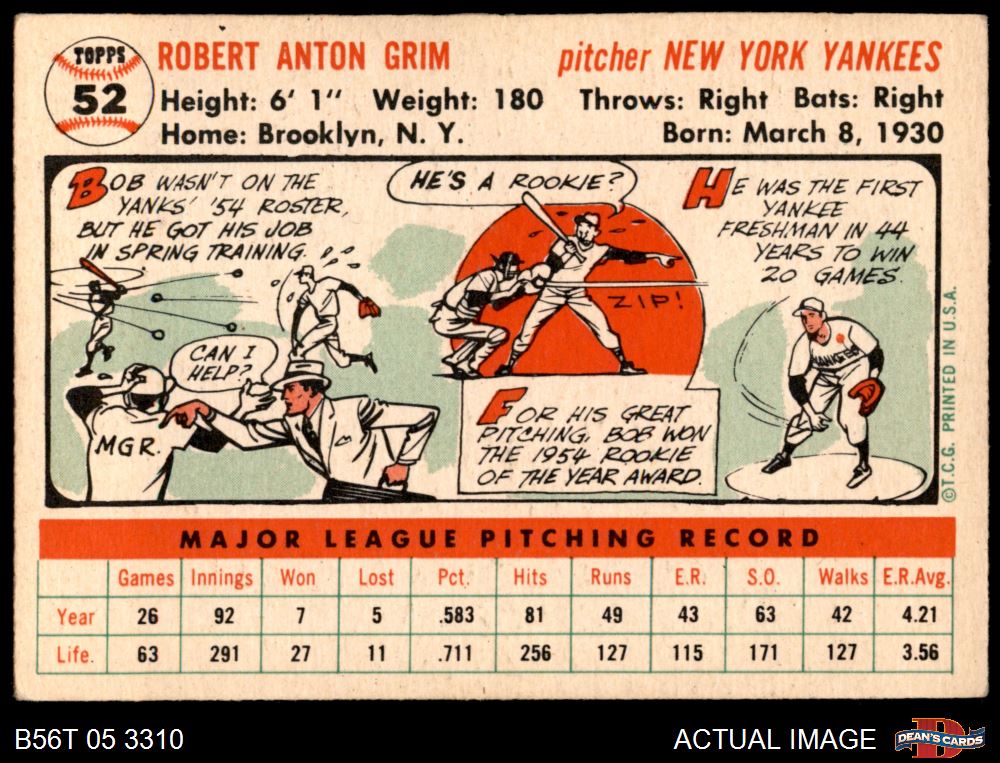 TOPPS
52
ROBERT ANTON GRIM
pitcher NEW YORK YANKEES
Height: 6' 1" Weight: 180 Throws: Right Bats: Right
Home: Brooklyn, N. Y. Born: March 8, 1930
BOB WASN'T ON THE
YANKS' '54 ROSTER,
BUT HE GOT HIS JOB
IN SPRING TRAINING.
CAN I
HELP?
MGR.
HE'S A ROOKIE?
ZIP!
FOR HIS GREAT
PITCHING, BOB WON
THE 1954 ROOKIE
OF THE YEAR AWARD.
HE WAS THE FIRST
YANKEE
FRESHMAN IN 44
YEARS TO WIN
20 GAMES.
YANKEES
©T.C.G. PRINTED IN U.S.A.
MAJOR LEAGUE PITCHING RECORD
Games Innings Won Lost Pct. Hits Runs E.R. S.O. Walks E.R.Avg.
Year 26 92 7 5 .583 81 49 43 63 42 4.21
Life. 63 291 27 11 .711 256 127 115 171 127 3.56
B56T 05 3310
ACTUAL IMAGE
DEAN'S CARDS